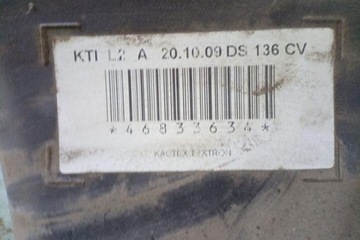 KTI L2 A 20.10.09 DS 136 CV
*46833634*
KAUTEX TEXTRON